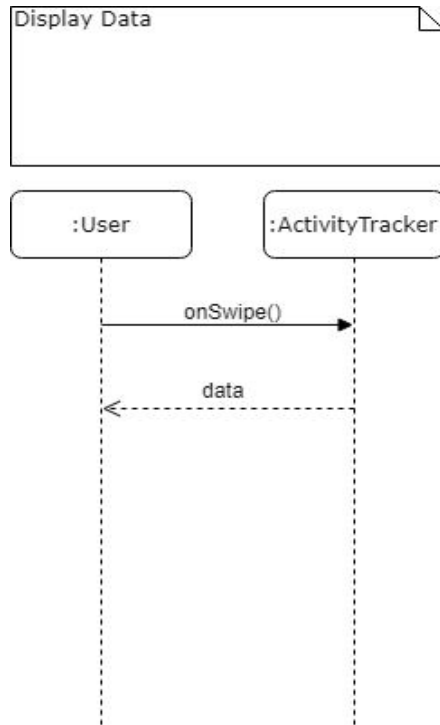 Display Data
:User
:ActivityTracker
onSwipe()
data